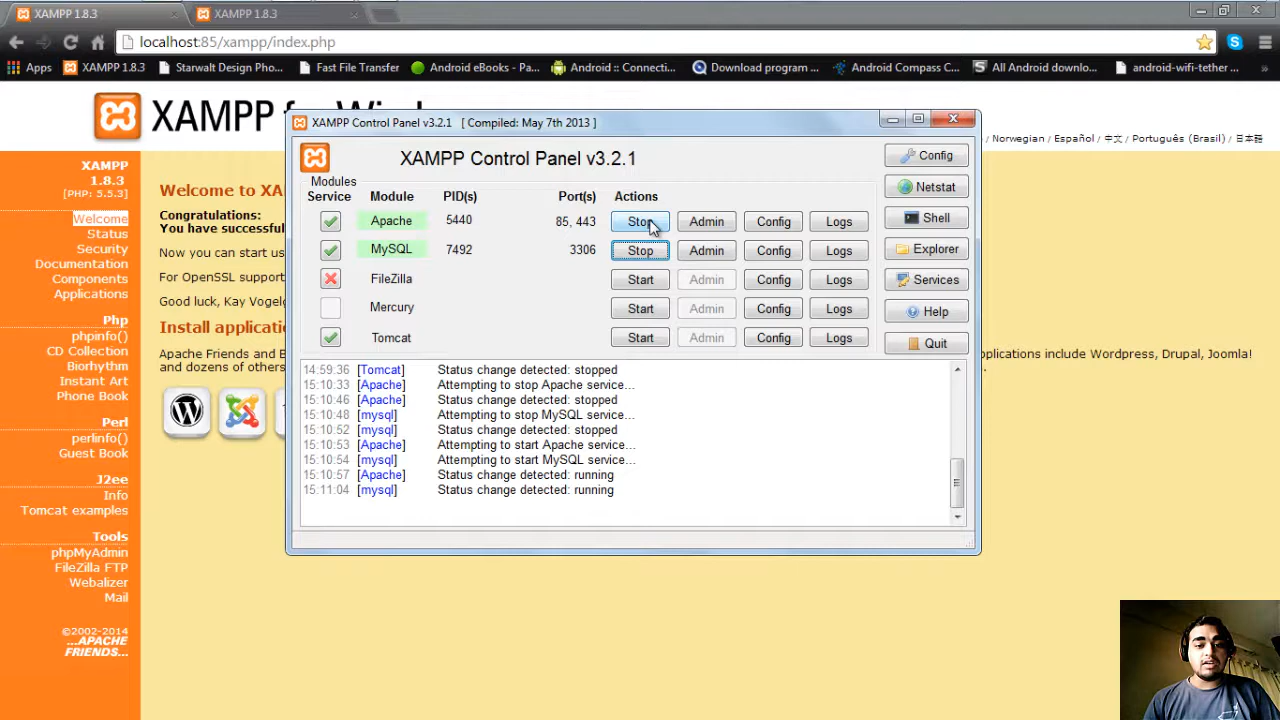 XAMPP 1.8.3
XAMPP 1.8.3
localhost:85/xampp/index.php
Apps
XAMPP 1.8.3
Starwalt Design Pho...
Fast File Transfer
Android eBooks - Pa...
Android :: Connecti...
Download program ...
Android Compass C...
All Android downlo...
android-wifi-tether ...
»
XAMPP for Wind
Norwegian / Español / 中文 / Português (Brasil) / 日本語
XAMPP
1.8.3
[PHP: 5.5.3]
Welcome
Status
Security
Documentation
Components
Applications
Php
phpinfo()
CD Collection
Biorhythm
Instant Art
Phone Book
Perl
perlinfo()
Guest Book
J2ee
Info
Tomcat examples
Tools
phpMyAdmin
FileZilla FTP
Webalizer
Mail
©2002-2014
...APACHE
FRIENDS...
Welcome to XA
Congratulations:
You have successful
Now you can start us
For OpenSSL support
Good luck, Kay Vogelg
Install applicatio
Apache Friends and B
and dozens of others
plications include Wordpress, Drupal, Joomla!
XAMPP Control Panel v3.2.1 [ Compiled: May 7th 2013 ]
XAMPP Control Panel v3.2.1
Modules
Service Module PID(s) Port(s) Actions
Apache 5440 85, 443 Stop Admin Config Logs
MySQL 7492 3306 Stop Admin Config Logs
FileZilla Start Admin Config Logs
Mercury Start Admin Config Logs
Tomcat Start Admin Config Logs
Config
Netstat
Shell
Explorer
Services
Help
Quit
14:59:36 [Tomcat] Status change detected: stopped
15:10:33 [Apache] Attempting to stop Apache service...
15:10:46 [Apache] Status change detected: stopped
15:10:48 [mysql] Attempting to stop MySQL service...
15:10:52 [mysql] Status change detected: stopped
15:10:53 [Apache] Attempting to start Apache service...
15:10:54 [mysql] Attempting to start MySQL service...
15:10:57 [Apache] Status change detected: running
15:11:04 [mysql] Status change detected: running